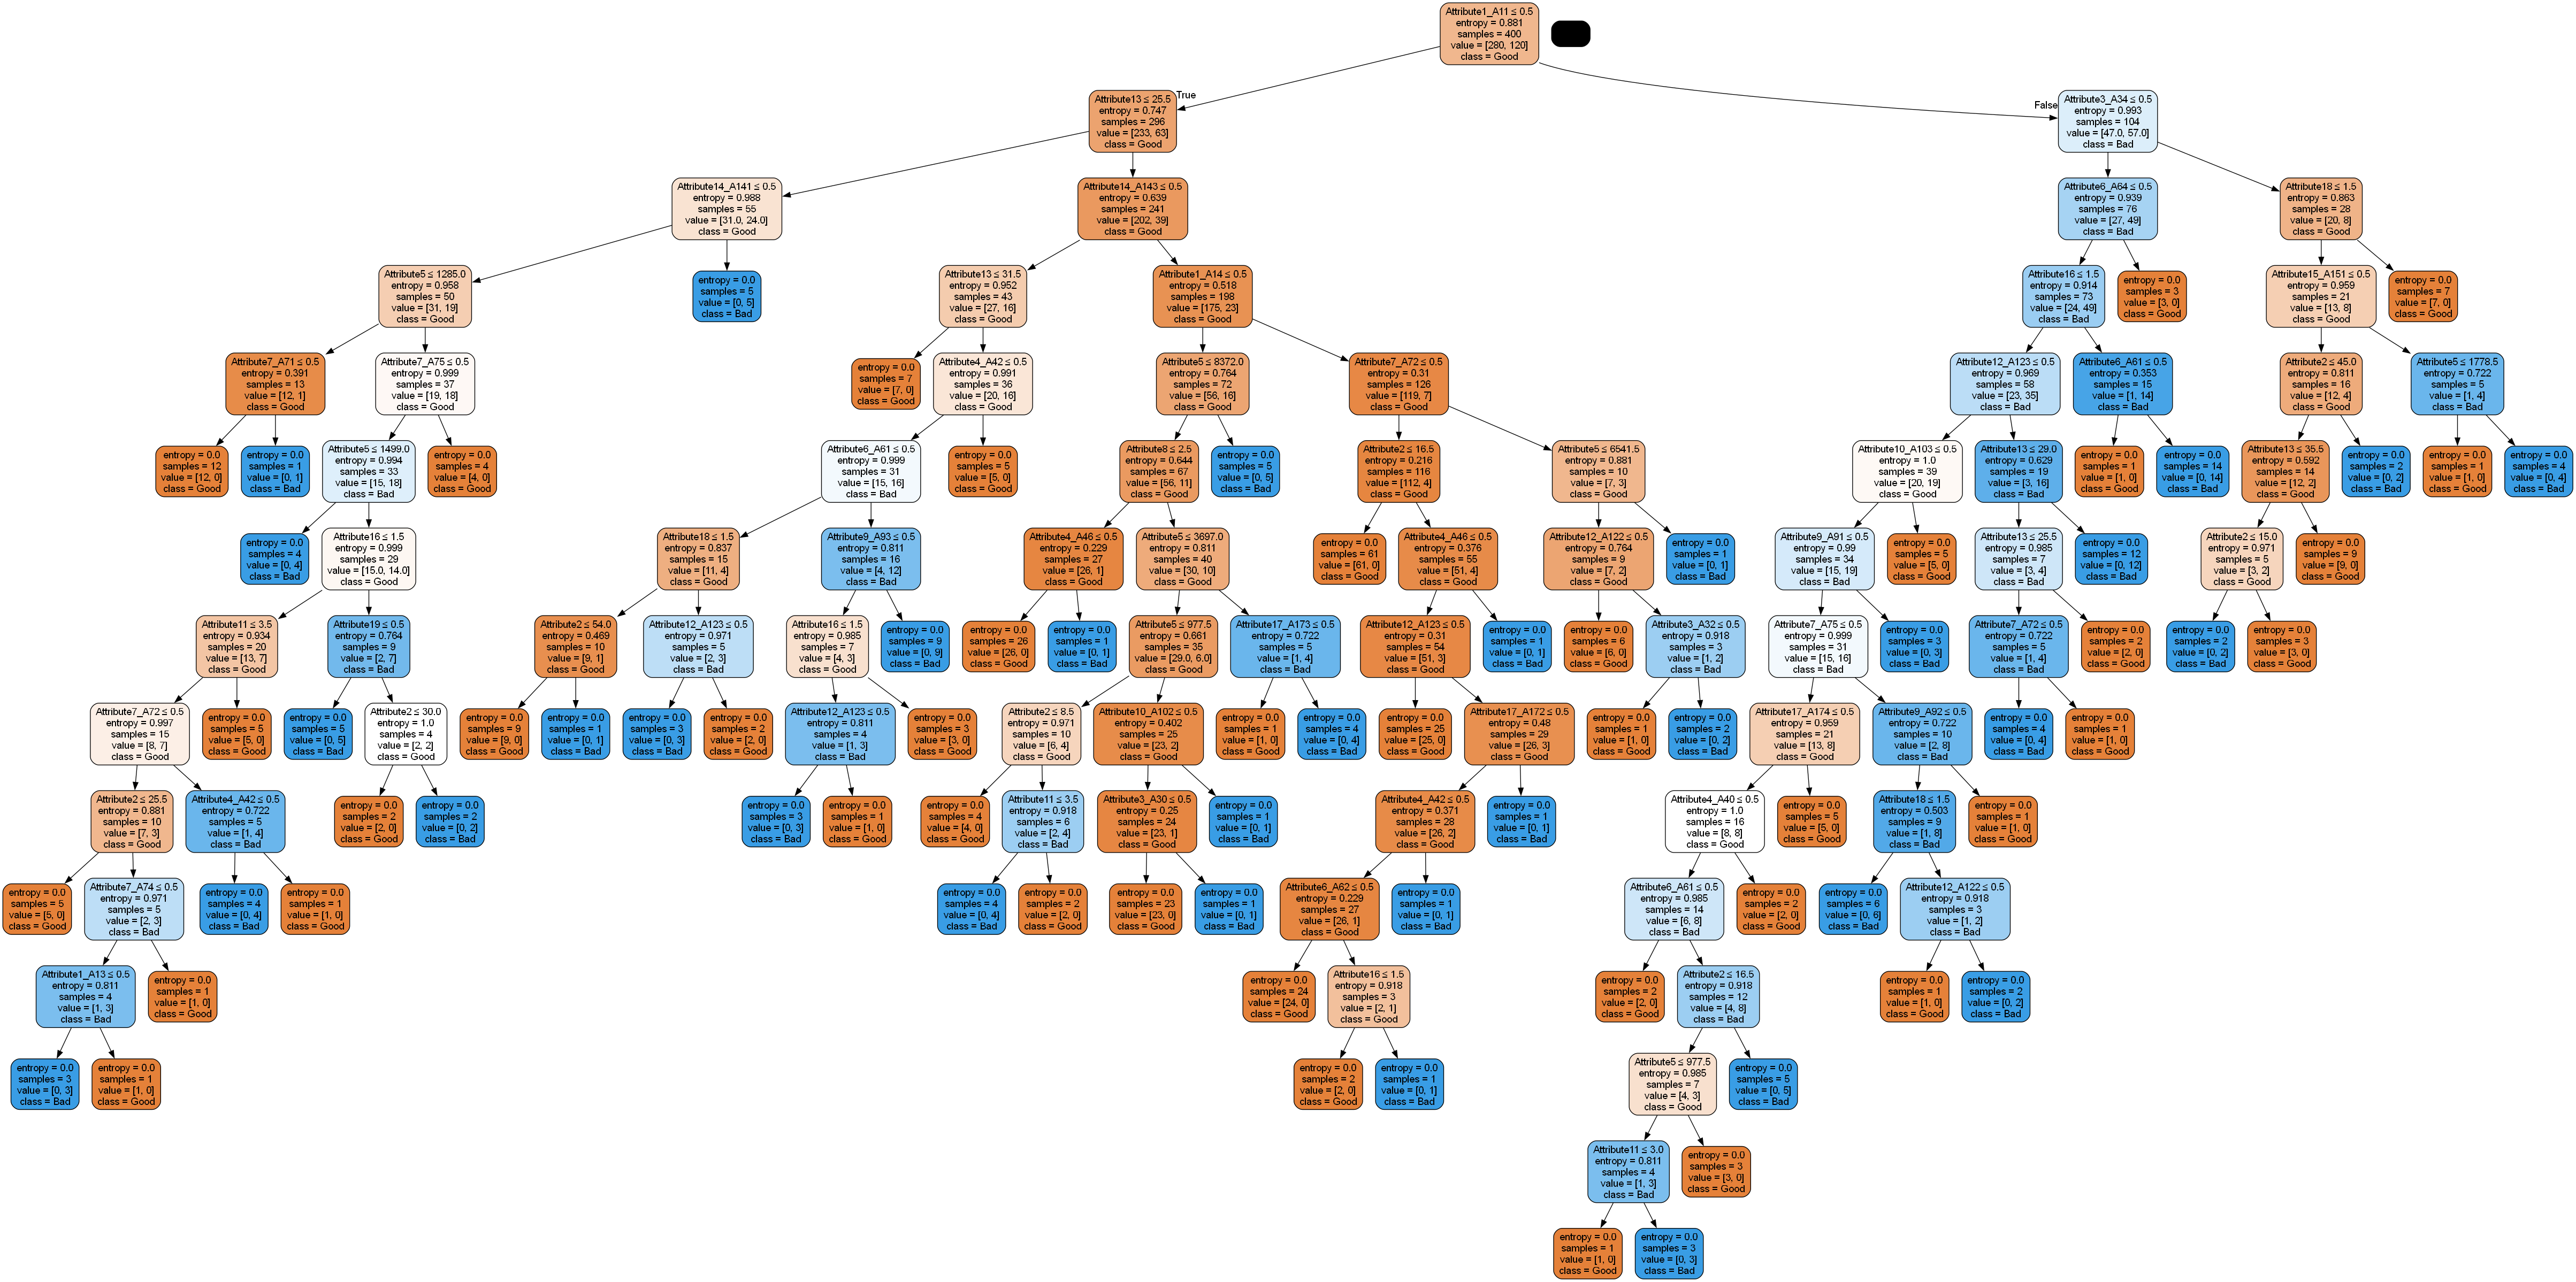 Attribute1_A11 ≤ 0.5
entropy = 0.881
samples = 400
value = [280, 120]
class = Good
True
False
Attribute13 ≤ 25.5
entropy = 0.747
samples = 296
value = [233, 63]
class = Good
Attribute3_A34 ≤ 0.5
entropy = 0.993
samples = 104
value = [47.0, 57.0]
class = Bad
Attribute14_A141 ≤ 0.5
entropy = 0.988
samples = 55
value = [31.0, 24.0]
class = Good
Attribute14_A143 ≤ 0.5
entropy = 0.639
samples = 241
value = [202, 39]
class = Good
Attribute6_A64 ≤ 0.5
entropy = 0.939
samples = 76
value = [27, 49]
class = Bad
Attribute18 ≤ 1.5
entropy = 0.863
samples = 28
value = [20, 8]
class = Good
Attribute5 ≤ 1285.0
entropy = 0.958
samples = 50
value = [31, 19]
class = Good
entropy = 0.0
samples = 5
value = [0, 5]
class = Bad
Attribute13 ≤ 31.5
entropy = 0.952
samples = 43
value = [27, 16]
class = Good
Attribute1_A14 ≤ 0.5
entropy = 0.518
samples = 198
value = [175, 23]
class = Good
Attribute16 ≤ 1.5
entropy = 0.914
samples = 73
value = [24, 49]
class = Bad
entropy = 0.0
samples = 3
value = [3, 0]
class = Good
Attribute15_A151 ≤ 0.5
entropy = 0.959
samples = 21
value = [13, 8]
class = Good
entropy = 0.0
samples = 7
value = [7, 0]
class = Good
Attribute7_A71 ≤ 0.5
entropy = 0.391
samples = 13
value = [12, 1]
class = Good
Attribute7_A75 ≤ 0.5
entropy = 0.999
samples = 37
value = [19, 18]
class = Good
entropy = 0.0
samples = 7
value = [7, 0]
class = Good
Attribute4_A42 ≤ 0.5
entropy = 0.991
samples = 36
value = [20, 16]
class = Good
Attribute5 ≤ 8372.0
entropy = 0.764
samples = 72
value = [56, 16]
class = Good
Attribute7_A72 ≤ 0.5
entropy = 0.31
samples = 126
value = [119, 7]
class = Good
Attribute12_A123 ≤ 0.5
entropy = 0.969
samples = 58
value = [23, 35]
class = Bad
Attribute6_A61 ≤ 0.5
entropy = 0.353
samples = 15
value = [1, 14]
class = Bad
Attribute2 ≤ 45.0
entropy = 0.811
samples = 16
value = [12, 4]
class = Good
Attribute5 ≤ 1778.5
entropy = 0.722
samples = 5
value = [1, 4]
class = Bad
entropy = 0.0
samples = 12
value = [12, 0]
class = Good
entropy = 0.0
samples = 1
value = [0, 1]
class = Bad
Attribute5 ≤ 1499.0
entropy = 0.994
samples = 33
value = [15, 18]
class = Bad
entropy = 0.0
samples = 4
value = [4, 0]
class = Good
Attribute6_A61 ≤ 0.5
entropy = 0.999
samples = 31
value = [15, 16]
class = Bad
entropy = 0.0
samples = 5
value = [5, 0]
class = Good
Attribute8 ≤ 2.5
entropy = 0.644
samples = 67
value = [56, 11]
class = Good
entropy = 0.0
samples = 5
value = [0, 5]
class = Bad
Attribute2 ≤ 16.5
entropy = 0.216
samples = 116
value = [112, 4]
class = Good
Attribute5 ≤ 6541.5
entropy = 0.881
samples = 10
value = [7, 3]
class = Good
Attribute10_A103 ≤ 0.5
entropy = 1.0
samples = 39
value = [20, 19]
class = Good
Attribute13 ≤ 29.0
entropy = 0.629
samples = 19
value = [3, 16]
class = Bad
entropy = 0.0
samples = 1
value = [1, 0]
class = Good
entropy = 0.0
samples = 14
value = [0, 14]
class = Bad
Attribute13 ≤ 35.5
entropy = 0.592
samples = 14
value = [12, 2]
class = Good
entropy = 0.0
samples = 2
value = [0, 2]
class = Bad
entropy = 0.0
samples = 1
value = [1, 0]
class = Good
entropy = 0.0
samples = 4
value = [0, 4]
class = Bad
entropy = 0.0
samples = 4
value = [0, 4]
class = Bad
Attribute16 ≤ 1.5
entropy = 0.999
samples = 29
value = [15.0, 14.0]
class = Good
Attribute18 ≤ 1.5
entropy = 0.837
samples = 15
value = [11, 4]
class = Good
Attribute9_A93 ≤ 0.5
entropy = 0.811
samples = 16
value = [4, 12]
class = Bad
Attribute4_A46 ≤ 0.5
entropy = 0.229
samples = 27
value = [26, 1]
class = Good
Attribute5 ≤ 3697.0
entropy = 0.811
samples = 40
value = [30, 10]
class = Good
entropy = 0.0
samples = 61
value = [61, 0]
class = Good
Attribute4_A46 ≤ 0.5
entropy = 0.376
samples = 55
value = [51, 4]
class = Good
Attribute12_A122 ≤ 0.5
entropy = 0.764
samples = 9
value = [7, 2]
class = Good
entropy = 0.0
samples = 1
value = [0, 1]
class = Bad
Attribute9_A91 ≤ 0.5
entropy = 0.99
samples = 34
value = [15, 19]
class = Bad
entropy = 0.0
samples = 5
value = [5, 0]
class = Good
Attribute13 ≤ 25.5
entropy = 0.985
samples = 7
value = [3, 4]
class = Bad
entropy = 0.0
samples = 12
value = [0, 12]
class = Bad
Attribute2 ≤ 15.0
entropy = 0.971
samples = 5
value = [3, 2]
class = Good
entropy = 0.0
samples = 9
value = [9, 0]
class = Good
Attribute11 ≤ 3.5
entropy = 0.934
samples = 20
value = [13, 7]
class = Good
Attribute19 ≤ 0.5
entropy = 0.764
samples = 9
value = [2, 7]
class = Bad
Attribute2 ≤ 54.0
entropy = 0.469
samples = 10
value = [9, 1]
class = Good
Attribute12_A123 ≤ 0.5
entropy = 0.971
samples = 5
value = [2, 3]
class = Bad
Attribute16 ≤ 1.5
entropy = 0.985
samples = 7
value = [4, 3]
class = Good
entropy = 0.0
samples = 9
value = [0, 9]
class = Bad
entropy = 0.0
samples = 26
value = [26, 0]
class = Good
entropy = 0.0
samples = 1
value = [0, 1]
class = Bad
Attribute5 ≤ 977.5
entropy = 0.661
samples = 35
value = [29.0, 6.0]
class = Good
Attribute17_A173 ≤ 0.5
entropy = 0.722
samples = 5
value = [1, 4]
class = Bad
Attribute12_A123 ≤ 0.5
entropy = 0.31
samples = 54
value = [51, 3]
class = Good
entropy = 0.0
samples = 1
value = [0, 1]
class = Bad
entropy = 0.0
samples = 6
value = [6, 0]
class = Good
Attribute3_A32 ≤ 0.5
entropy = 0.918
samples = 3
value = [1, 2]
class = Bad
Attribute7_A75 ≤ 0.5
entropy = 0.999
samples = 31
value = [15, 16]
class = Bad
entropy = 0.0
samples = 3
value = [0, 3]
class = Bad
Attribute7_A72 ≤ 0.5
entropy = 0.722
samples = 5
value = [1, 4]
class = Bad
entropy = 0.0
samples = 2
value = [2, 0]
class = Good
entropy = 0.0
samples = 2
value = [0, 2]
class = Bad
entropy = 0.0
samples = 3
value = [3, 0]
class = Good
Attribute7_A72 ≤ 0.5
entropy = 0.997
samples = 15
value = [8, 7]
class = Good
entropy = 0.0
samples = 5
value = [5, 0]
class = Good
entropy = 0.0
samples = 5
value = [0, 5]
class = Bad
Attribute2 ≤ 30.0
entropy = 1.0
samples = 4
value = [2, 2]
class = Good
entropy = 0.0
samples = 9
value = [9, 0]
class = Good
entropy = 0.0
samples = 1
value = [0, 1]
class = Bad
entropy = 0.0
samples = 3
value = [0, 3]
class = Bad
entropy = 0.0
samples = 2
value = [2, 0]
class = Good
Attribute12_A123 ≤ 0.5
entropy = 0.811
samples = 4
value = [1, 3]
class = Bad
entropy = 0.0
samples = 3
value = [3, 0]
class = Good
Attribute2 ≤ 8.5
entropy = 0.971
samples = 10
value = [6, 4]
class = Good
Attribute10_A102 ≤ 0.5
entropy = 0.402
samples = 25
value = [23, 2]
class = Good
entropy = 0.0
samples = 1
value = [1, 0]
class = Good
entropy = 0.0
samples = 4
value = [0, 4]
class = Bad
entropy = 0.0
samples = 25
value = [25, 0]
class = Good
Attribute17_A172 ≤ 0.5
entropy = 0.48
samples = 29
value = [26, 3]
class = Good
entropy = 0.0
samples = 1
value = [1, 0]
class = Good
entropy = 0.0
samples = 2
value = [0, 2]
class = Bad
Attribute17_A174 ≤ 0.5
entropy = 0.959
samples = 21
value = [13, 8]
class = Good
Attribute9_A92 ≤ 0.5
entropy = 0.722
samples = 10
value = [2, 8]
class = Bad
entropy = 0.0
samples = 4
value = [0, 4]
class = Bad
entropy = 0.0
samples = 1
value = [1, 0]
class = Good
Attribute2 ≤ 25.5
entropy = 0.881
samples = 10
value = [7, 3]
class = Good
Attribute4_A42 ≤ 0.5
entropy = 0.722
samples = 5
value = [1, 4]
class = Bad
entropy = 0.0
samples = 2
value = [2, 0]
class = Good
entropy = 0.0
samples = 2
value = [0, 2]
class = Bad
entropy = 0.0
samples = 3
value = [0, 3]
class = Bad
entropy = 0.0
samples = 1
value = [1, 0]
class = Good
entropy = 0.0
samples = 4
value = [4, 0]
class = Good
Attribute11 ≤ 3.5
entropy = 0.918
samples = 6
value = [2, 4]
class = Bad
Attribute3_A30 ≤ 0.5
entropy = 0.25
samples = 24
value = [23, 1]
class = Good
entropy = 0.0
samples = 1
value = [0, 1]
class = Bad
Attribute4_A42 ≤ 0.5
entropy = 0.371
samples = 28
value = [26, 2]
class = Good
entropy = 0.0
samples = 1
value = [0, 1]
class = Bad
Attribute4_A40 ≤ 0.5
entropy = 1.0
samples = 16
value = [8, 8]
class = Good
entropy = 0.0
samples = 5
value = [5, 0]
class = Good
Attribute18 ≤ 1.5
entropy = 0.503
samples = 9
value = [1, 8]
class = Bad
entropy = 0.0
samples = 1
value = [1, 0]
class = Good
entropy = 0.0
samples = 5
value = [5, 0]
class = Good
Attribute7_A74 ≤ 0.5
entropy = 0.971
samples = 5
value = [2, 3]
class = Bad
entropy = 0.0
samples = 4
value = [0, 4]
class = Bad
entropy = 0.0
samples = 1
value = [1, 0]
class = Good
entropy = 0.0
samples = 4
value = [0, 4]
class = Bad
entropy = 0.0
samples = 2
value = [2, 0]
class = Good
entropy = 0.0
samples = 23
value = [23, 0]
class = Good
entropy = 0.0
samples = 1
value = [0, 1]
class = Bad
Attribute6_A62 ≤ 0.5
entropy = 0.229
samples = 27
value = [26, 1]
class = Good
entropy = 0.0
samples = 1
value = [0, 1]
class = Bad
Attribute6_A61 ≤ 0.5
entropy = 0.985
samples = 14
value = [6, 8]
class = Bad
entropy = 0.0
samples = 2
value = [2, 0]
class = Good
entropy = 0.0
samples = 6
value = [0, 6]
class = Bad
Attribute12_A122 ≤ 0.5
entropy = 0.918
samples = 3
value = [1, 2]
class = Bad
Attribute1_A13 ≤ 0.5
entropy = 0.811
samples = 4
value = [1, 3]
class = Bad
entropy = 0.0
samples = 1
value = [1, 0]
class = Good
entropy = 0.0
samples = 24
value = [24, 0]
class = Good
Attribute16 ≤ 1.5
entropy = 0.918
samples = 3
value = [2, 1]
class = Good
entropy = 0.0
samples = 2
value = [2, 0]
class = Good
Attribute2 ≤ 16.5
entropy = 0.918
samples = 12
value = [4, 8]
class = Bad
entropy = 0.0
samples = 1
value = [1, 0]
class = Good
entropy = 0.0
samples = 2
value = [0, 2]
class = Bad
entropy = 0.0
samples = 3
value = [0, 3]
class = Bad
entropy = 0.0
samples = 1
value = [1, 0]
class = Good
entropy = 0.0
samples = 2
value = [2, 0]
class = Good
entropy = 0.0
samples = 1
value = [0, 1]
class = Bad
Attribute5 ≤ 977.5
entropy = 0.985
samples = 7
value = [4, 3]
class = Good
entropy = 0.0
samples = 5
value = [0, 5]
class = Bad
Attribute11 ≤ 3.0
entropy = 0.811
samples = 4
value = [1, 3]
class = Bad
entropy = 0.0
samples = 3
value = [3, 0]
class = Good
entropy = 0.0
samples = 1
value = [1, 0]
class = Good
entropy = 0.0
samples = 3
value = [0, 3]
class = Bad